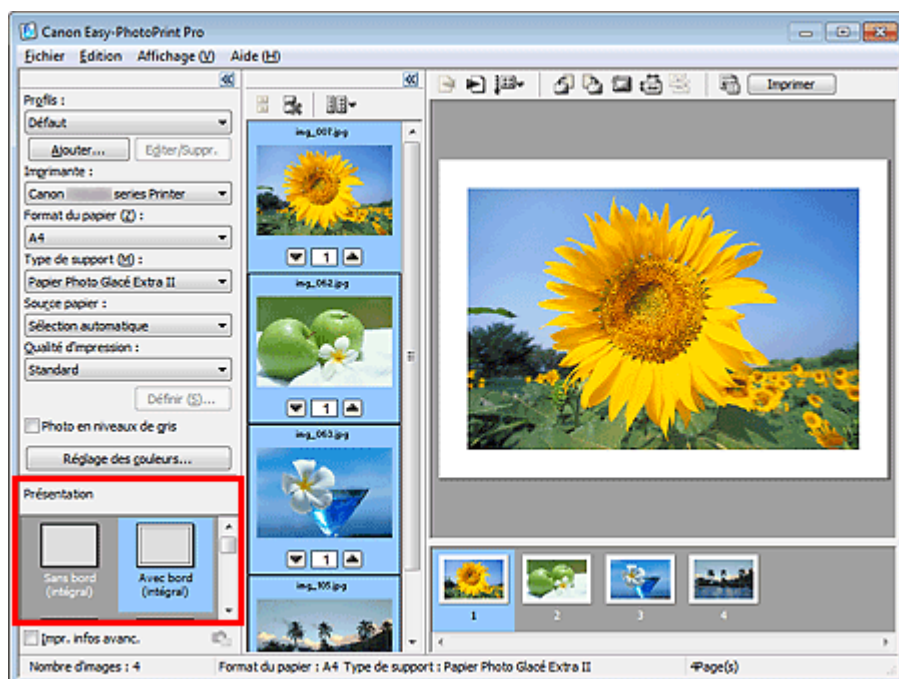 Canon Easy-PhotoPrint Pro
Fichier Édition Affichage (V) Aide (H)
Profils :
Défaut
Ajouter... Editer/Suppr.
Imprimante :
Canon series Printer
Format du papier (Z) :
A4
Type de support (M) :
Papier Photo Glacé Extra II
Source papier :
Sélection automatique
Qualité d'impression :
Standard
Définir (S)...
Photo en niveaux de gris
Réglage des couleurs...
Présentation
Sans bord
(intégral)
Avec bord
(intégral)
Impr. infos avanc.
img_007.jpg
1
img_062.jpg
1
img_063.jpg
1
img_105.jpg
Imprimer
1 2 3 4
Nombre d'images : 4 Format du papier : A4 Type de support : Papier Photo Glacé Extra II 4Page(s)